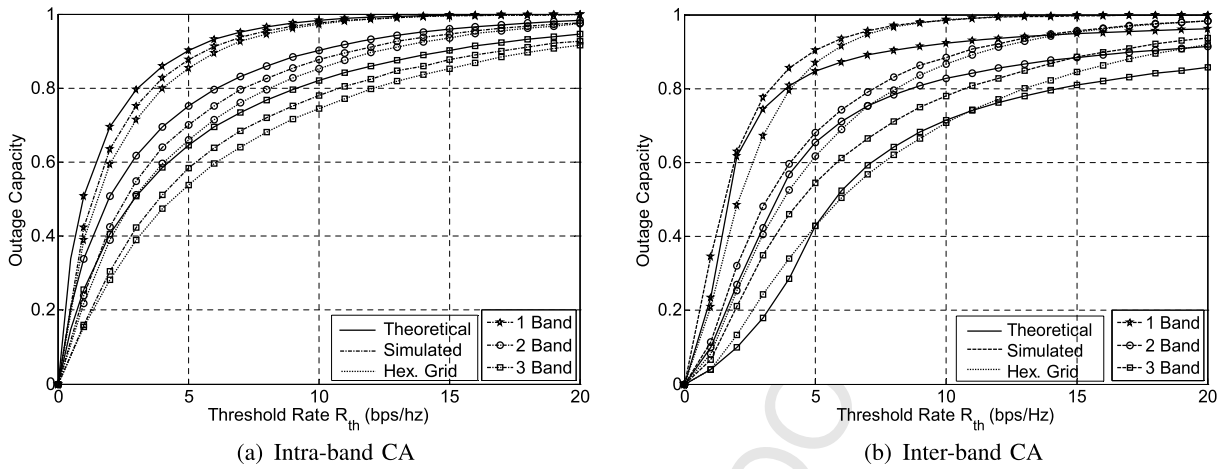 1
0.8
0.6
0.4
0.2
0
Outage Capacity
0 5 10 15 20
Threshold Rate Rth (bps/hz)
Theoretical
Simulated
Hex. Grid
1 Band
2 Band
3 Band
(a) Intra-band CA
1
0.8
0.6
0.4
0.2
0
Outage Capacity
0 5 10 15 20
Threshold Rate Rth (bps/Hz)
Theoretical
Simulated
Hex. Grid
1 Band
2 Band
3 Band
(b) Inter-band CA